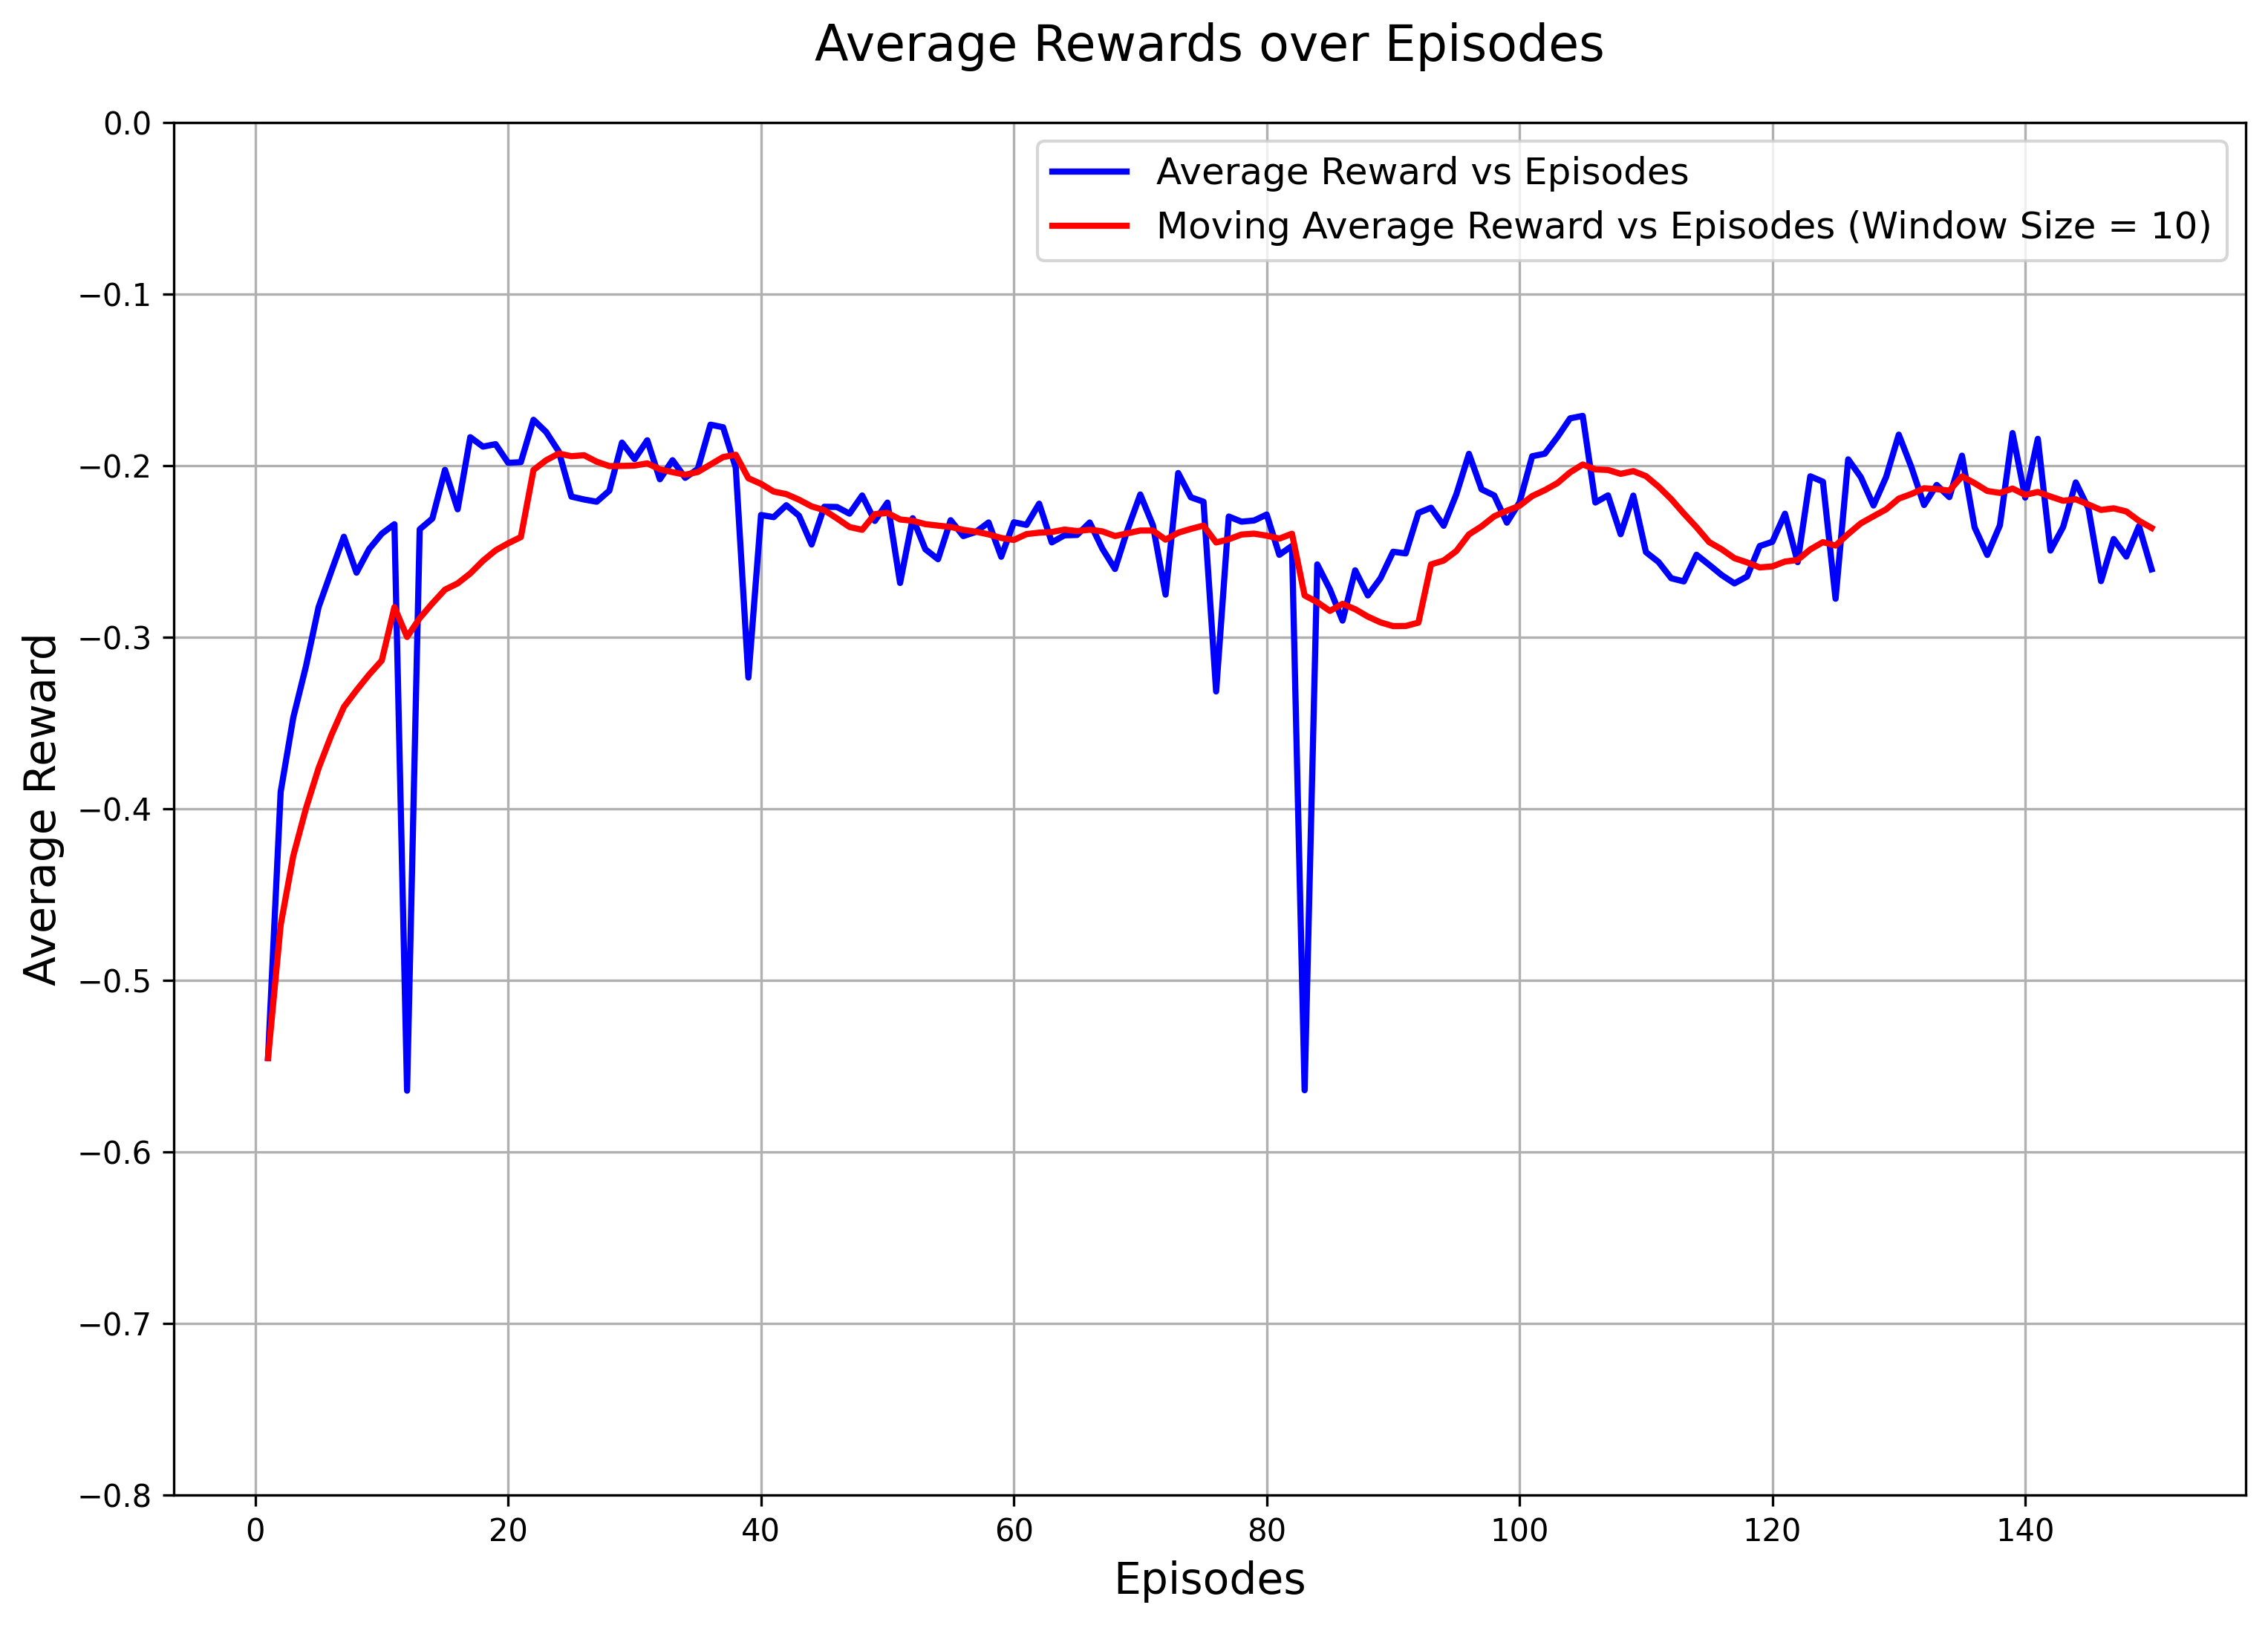 Average Rewards over Episodes
Average Reward vs Episodes
Moving Average Reward vs Episodes (Window Size = 10)
Average Reward
0.0
−0.1
−0.2
−0.3
−0.4
−0.5
−0.6
−0.7
−0.8
0 20 40 60 80 100 120 140
Episodes